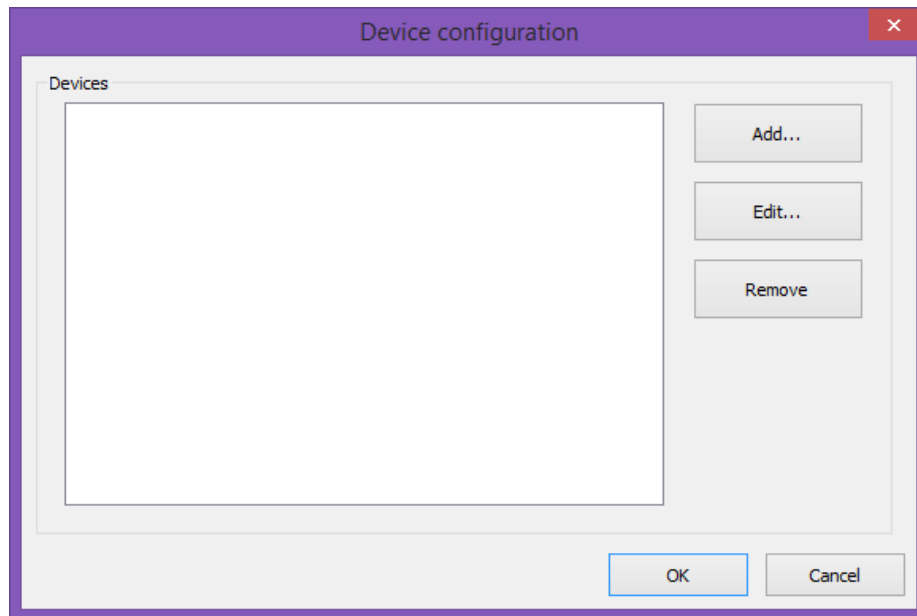 Device configuration
Devices
Add...
Edit...
Remove
OK
Cancel